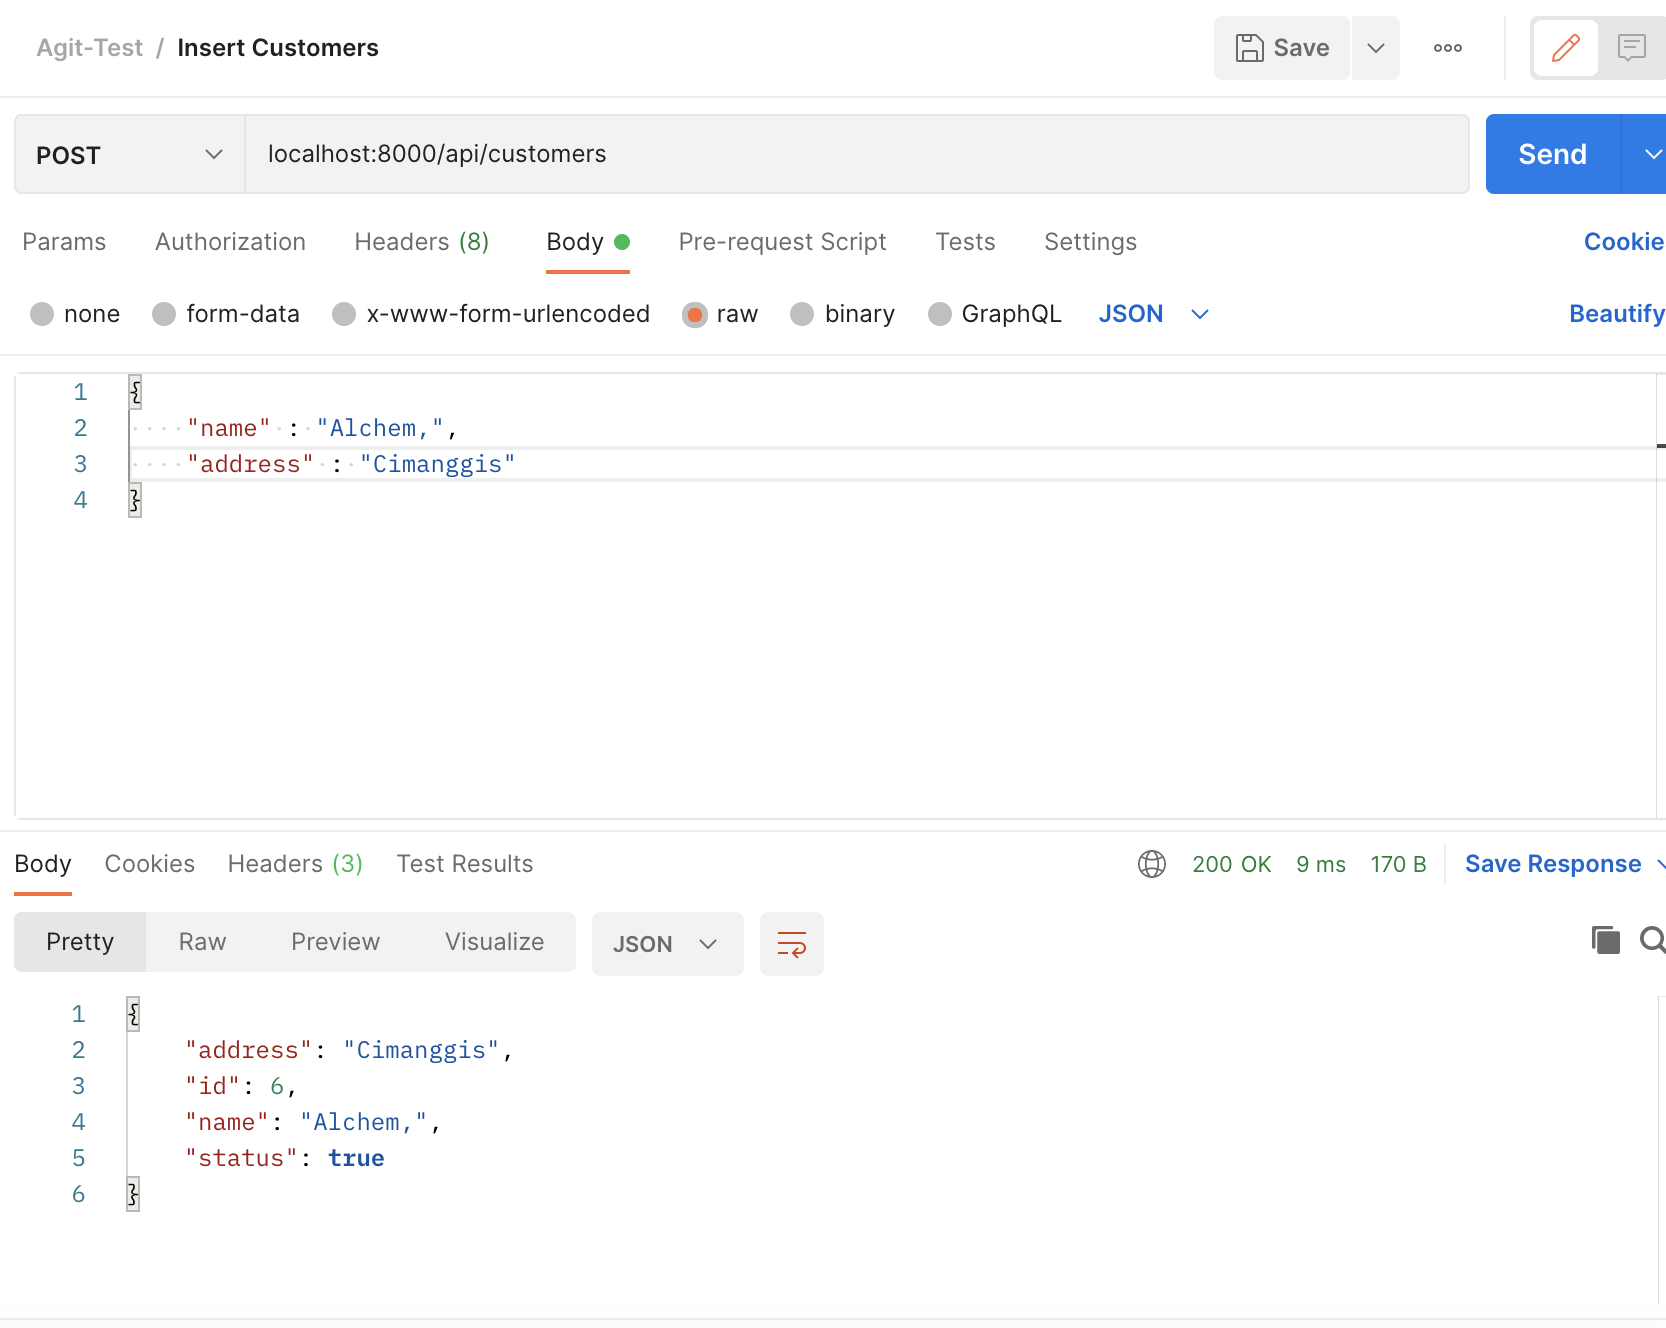 Agit-Test / Insert Customers
Save
POST
localhost:8000/api/customers
Send
Params Authorization Headers (8) Body Pre-request Script Tests Settings Cookie
none form-data x-www-form-urlencoded raw binary GraphQL JSON Beautify
1 {
2 ····"name"·:·"Alchem,",
3 ····"address"·:·"Cimanggis"
4 }
Body Cookies Headers (3) Test Results 200 OK 9 ms 170 B Save Response
Pretty Raw Preview Visualize JSON
1 {
2 "address": "Cimanggis",
3 "id": 6,
4 "name": "Alchem,",
5 "status": true
6 }